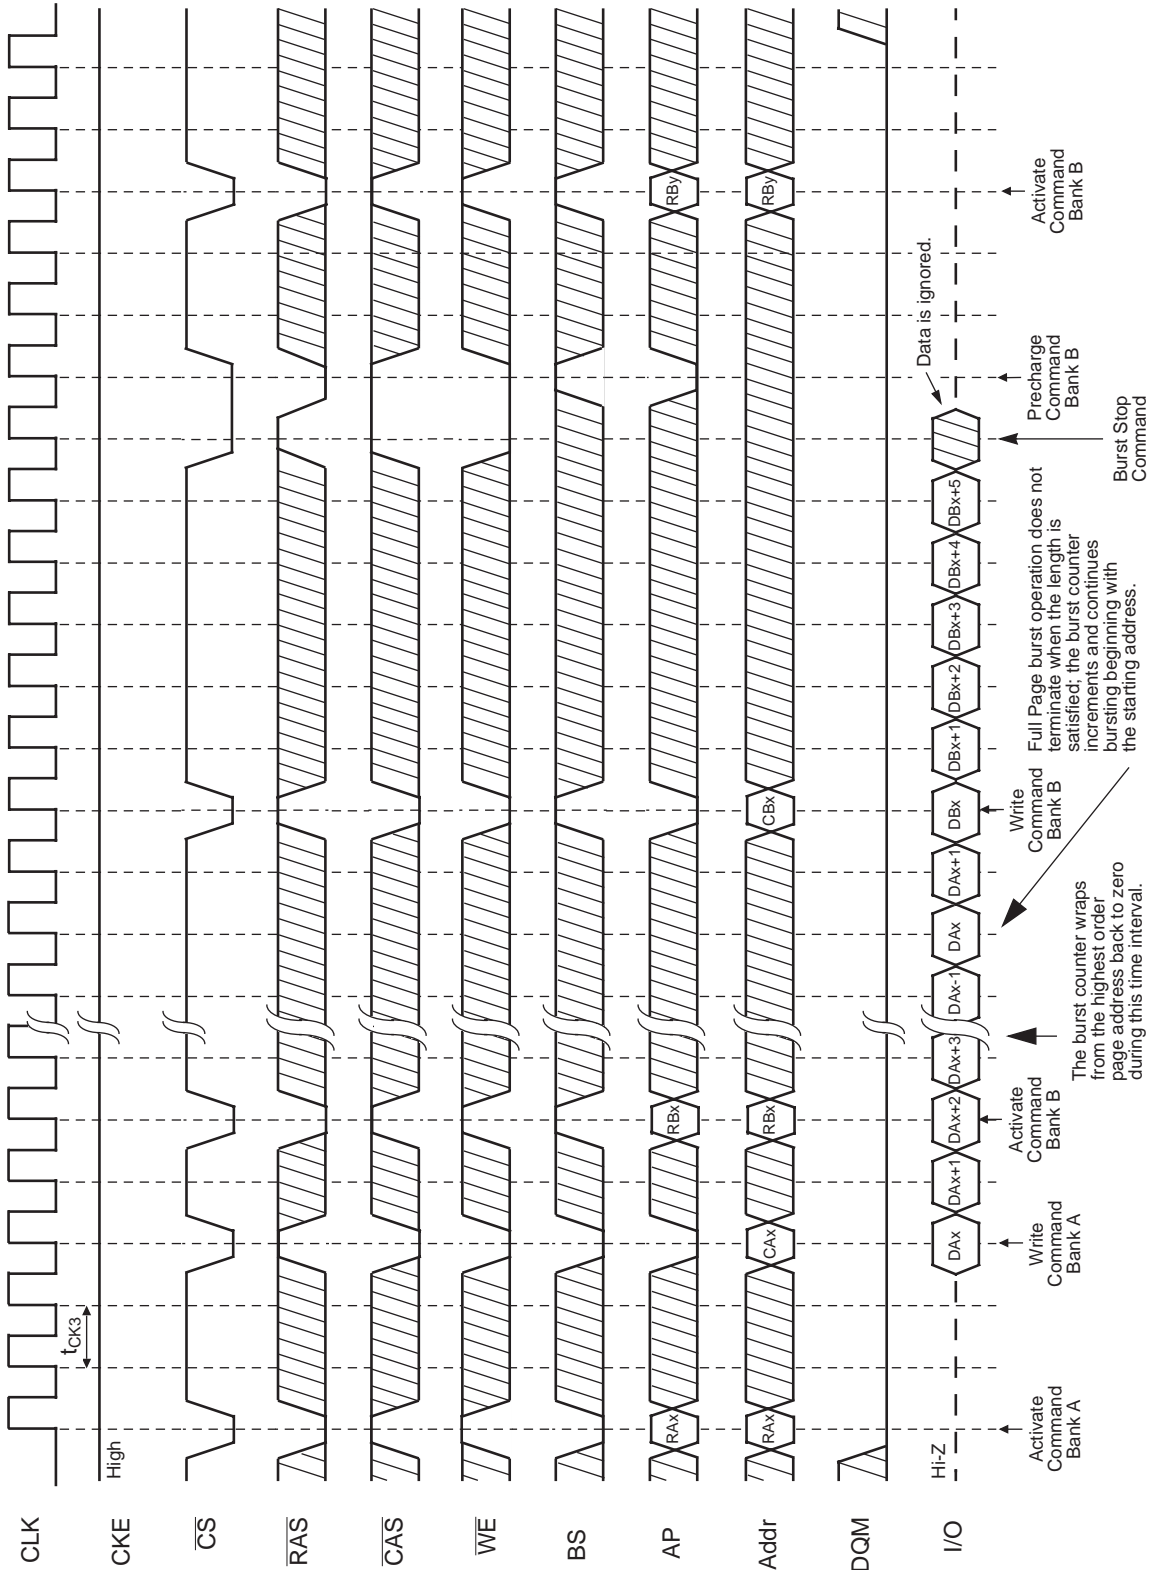 CLK
CKE
CS
RAS
CAS
WE
BS
AP
Addr
DQM
I/O
tCK3
High
RAx
RBx
RBy
RAx
CAx
RBx
CBx
RBy
Hi-Z
DAx
DAx+1
DAx+2
DAx+3
DAx-1
DAx
DAx+1
DBx
DBx+1
DBx+2
DBx+3
DBx+4
DBx+5
Data is ignored.
Activate
Command
Bank A
Write
Command
Bank A
Activate
Command
Bank B
The burst counter wraps
from the highest order
page address back to zero
during this time interval.
Write
Command
Bank B
Full Page burst operation does not
terminate when the length is
satisfied; the burst counter
increments and continues
bursting beginning with
the starting address.
Burst Stop
Command
Precharge
Command
Bank B
Activate
Command
Bank B